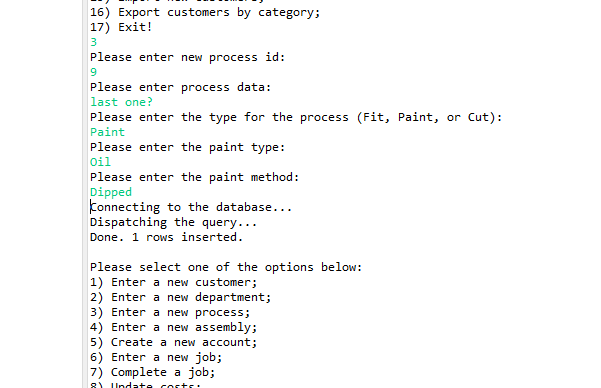 16) Export customers by category;
17) Exit!
3
Please enter new process id:
9
Please enter process data:
last one?
Please enter the type for the process (Fit, Paint, or Cut):
Paint
Please enter the paint type:
Oil
Please enter the paint method:
Dipped
Connecting to the database...
Dispatching the query...
Done. 1 rows inserted.
Please select one of the options below:
1) Enter a new customer;
2) Enter a new department;
3) Enter a new process;
4) Enter a new assembly;
5) Create a new account;
6) Enter a new job;
7) Complete a job;
8) Update costs;